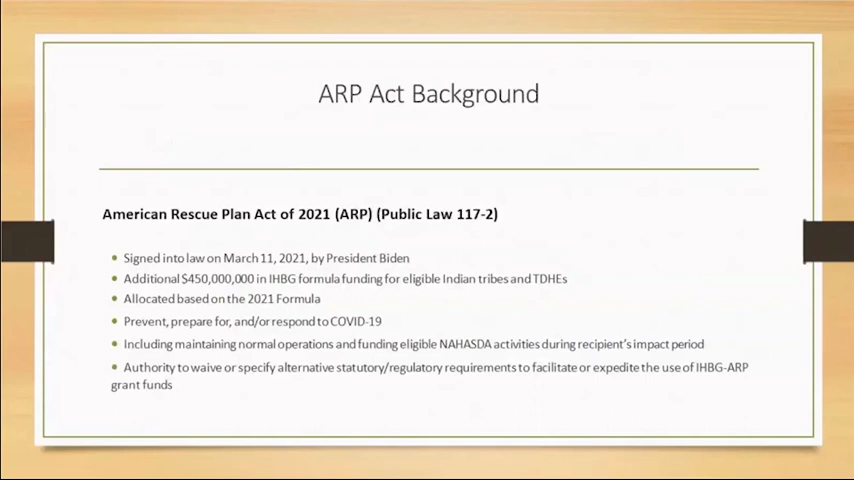 ARP Act Background
American Rescue Plan Act of 2021 (ARP) (Public Law 117-2)
• Signed into law on March 11, 2021, by President Biden
• Additional $450,000,000 in IHBG formula funding for eligible Indian tribes and TDHEs
• Allocated based on the 2021 Formula
• Prevent, prepare for, and/or respond to COVID-19
• Including maintaining normal operations and funding eligible NAHASDA activities during recipient's impact period
• Authority to waive or specify alternative statutory/regulatory requirements to facilitate or expedite the use of IHBG-ARP
grant funds